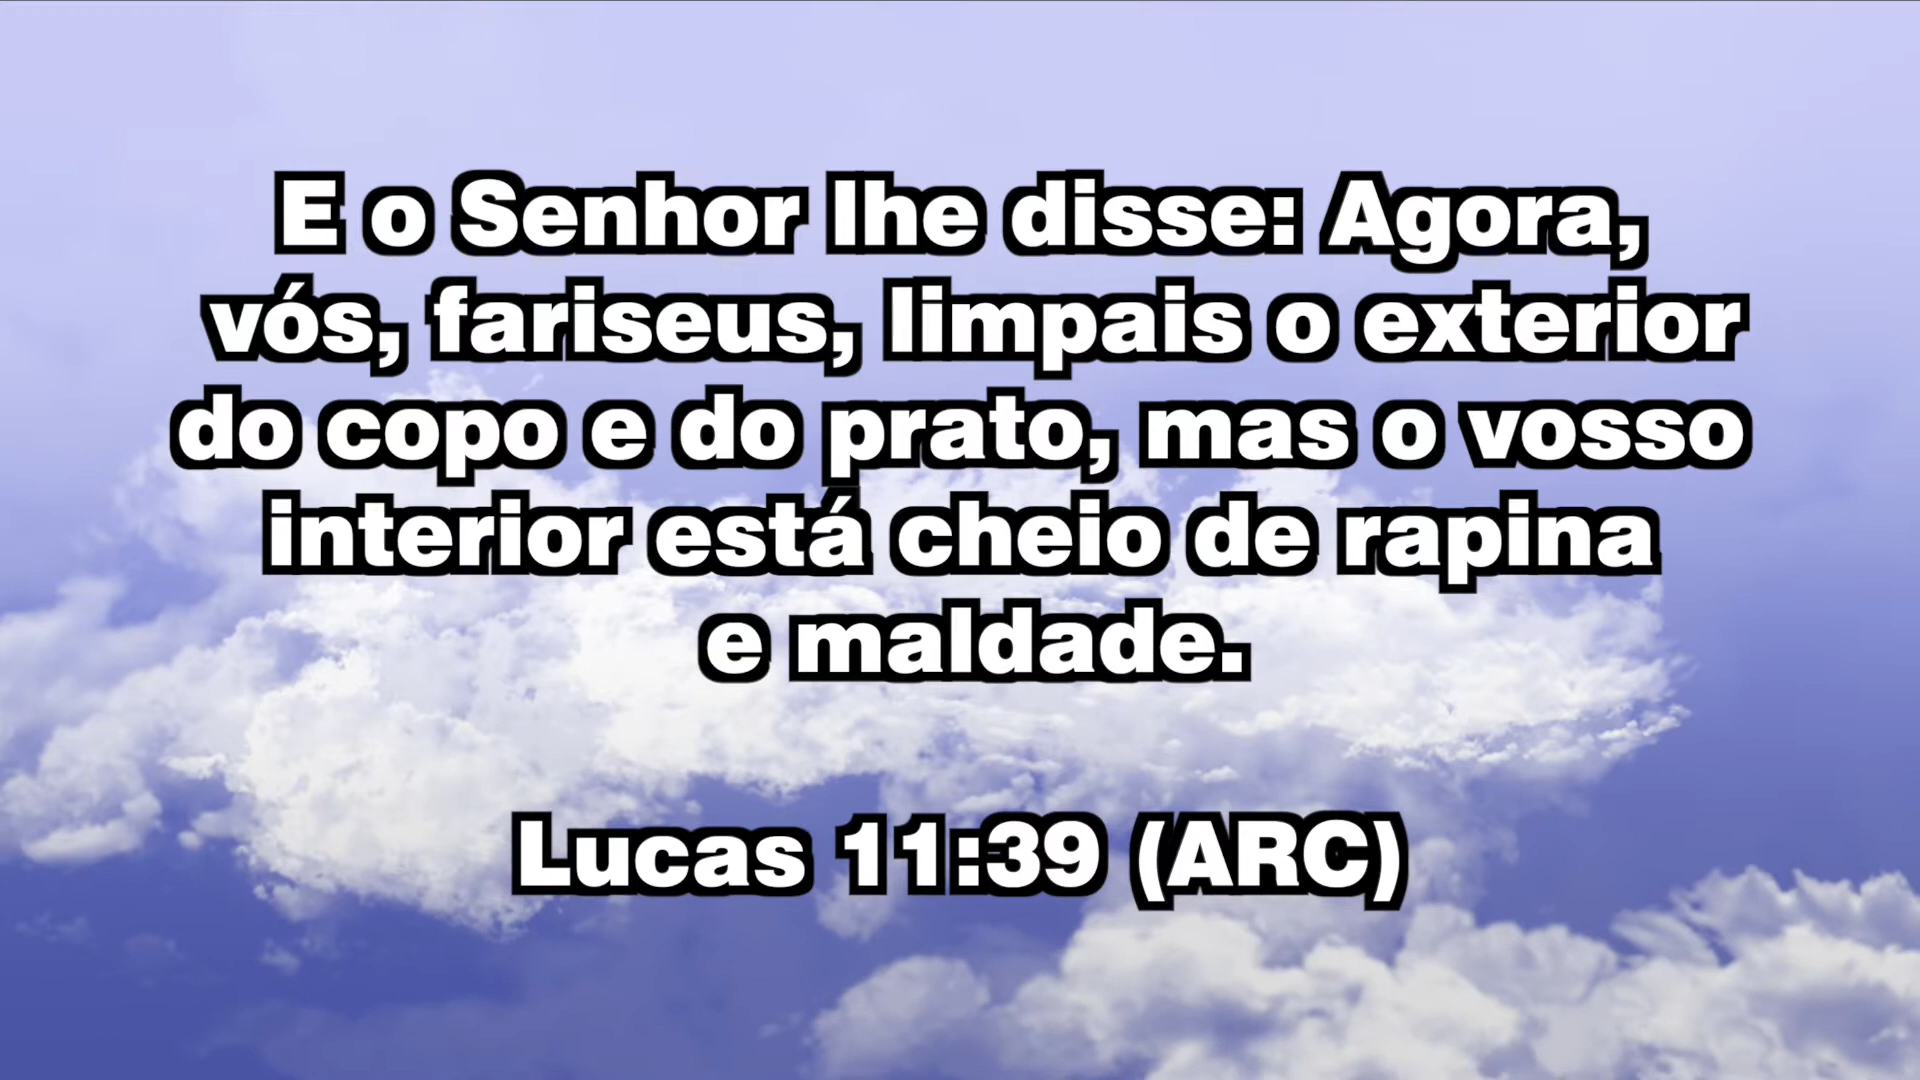 E o Senhor lhe disse: Agora,
vós, fariseus, limpais o exterior
do copo e do prato, mas o vosso
interior está cheio de rapina
e maldade.
Lucas 11:39 (ARC)